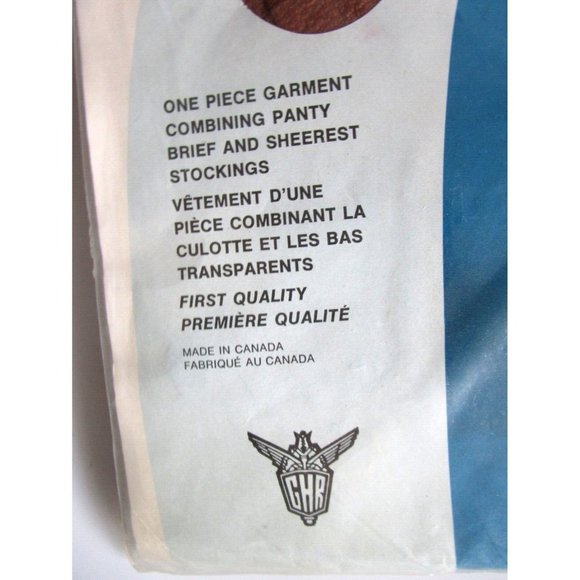 ONE PIECE GARMENT
COMBINING PANTY
BRIEF AND SHEEREST
STOCKINGS
VÊTEMENT D'UNE
PIÈCE COMBINANT LA
CULOTTE ET LES BAS
TRANSPARENTS
FIRST QUALITY
PREMIÈRE QUALITÉ
MADE IN CANADA
FABRIQUÉ AU CANADA
GHR